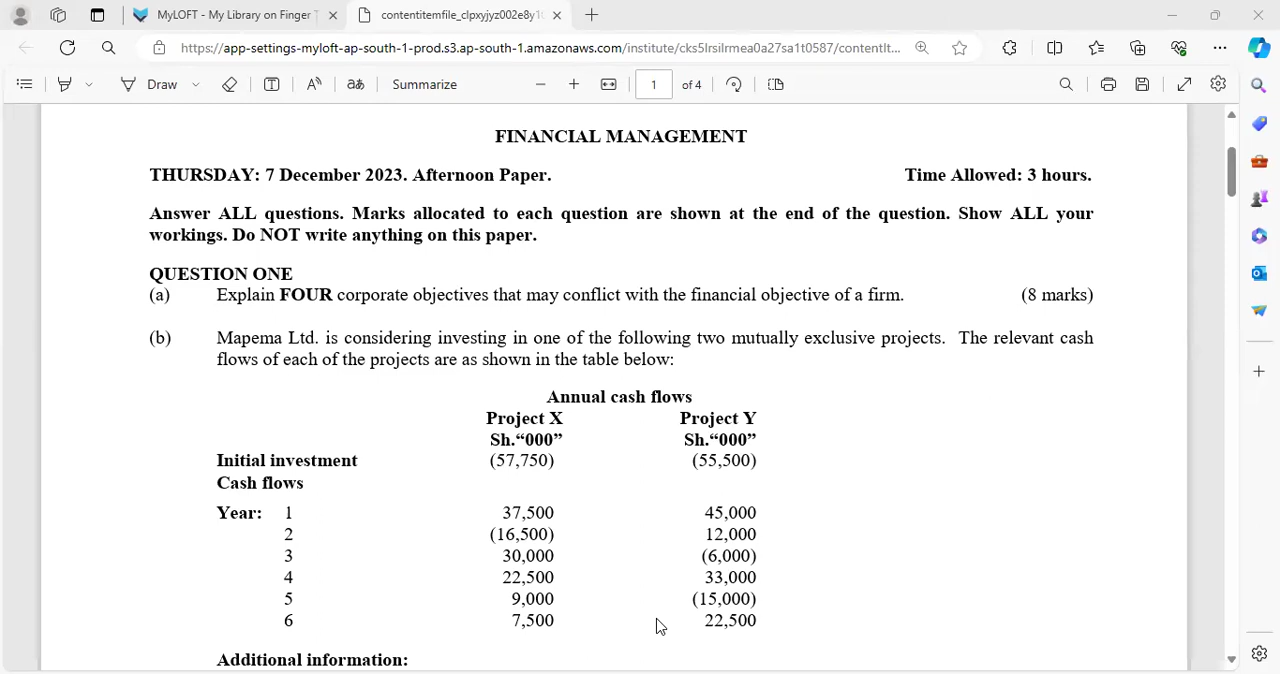 MyLOFT - My Library on Finger
contentitemfile_clpxyjyz002e8y1
https://app-settings-myloft-ap-south-1-prod.s3.ap-south-1.amazonaws.com/institute/cks5lrsilrmea0a27sa1t0587/contentIt...
Draw
aあ
Summarize
1 of 4
FINANCIAL MANAGEMENT
THURSDAY: 7 December 2023. Afternoon Paper. Time Allowed: 3 hours.
Answer ALL questions. Marks allocated to each question are shown at the end of the question. Show ALL your
workings. Do NOT write anything on this paper.
QUESTION ONE
(a) Explain FOUR corporate objectives that may conflict with the financial objective of a firm. (8 marks)
(b) Mapema Ltd. is considering investing in one of the following two mutually exclusive projects. The relevant cash
flows of each of the projects are as shown in the table below:
Annual cash flows
Project X Project Y
Sh.“000” Sh.“000”
Initial investment (57,750) (55,500)
Cash flows
Year: 1 37,500 45,000
2 (16,500) 12,000
3 30,000 (6,000)
4 22,500 33,000
5 9,000 (15,000)
6 7,500 22,500
Additional information: